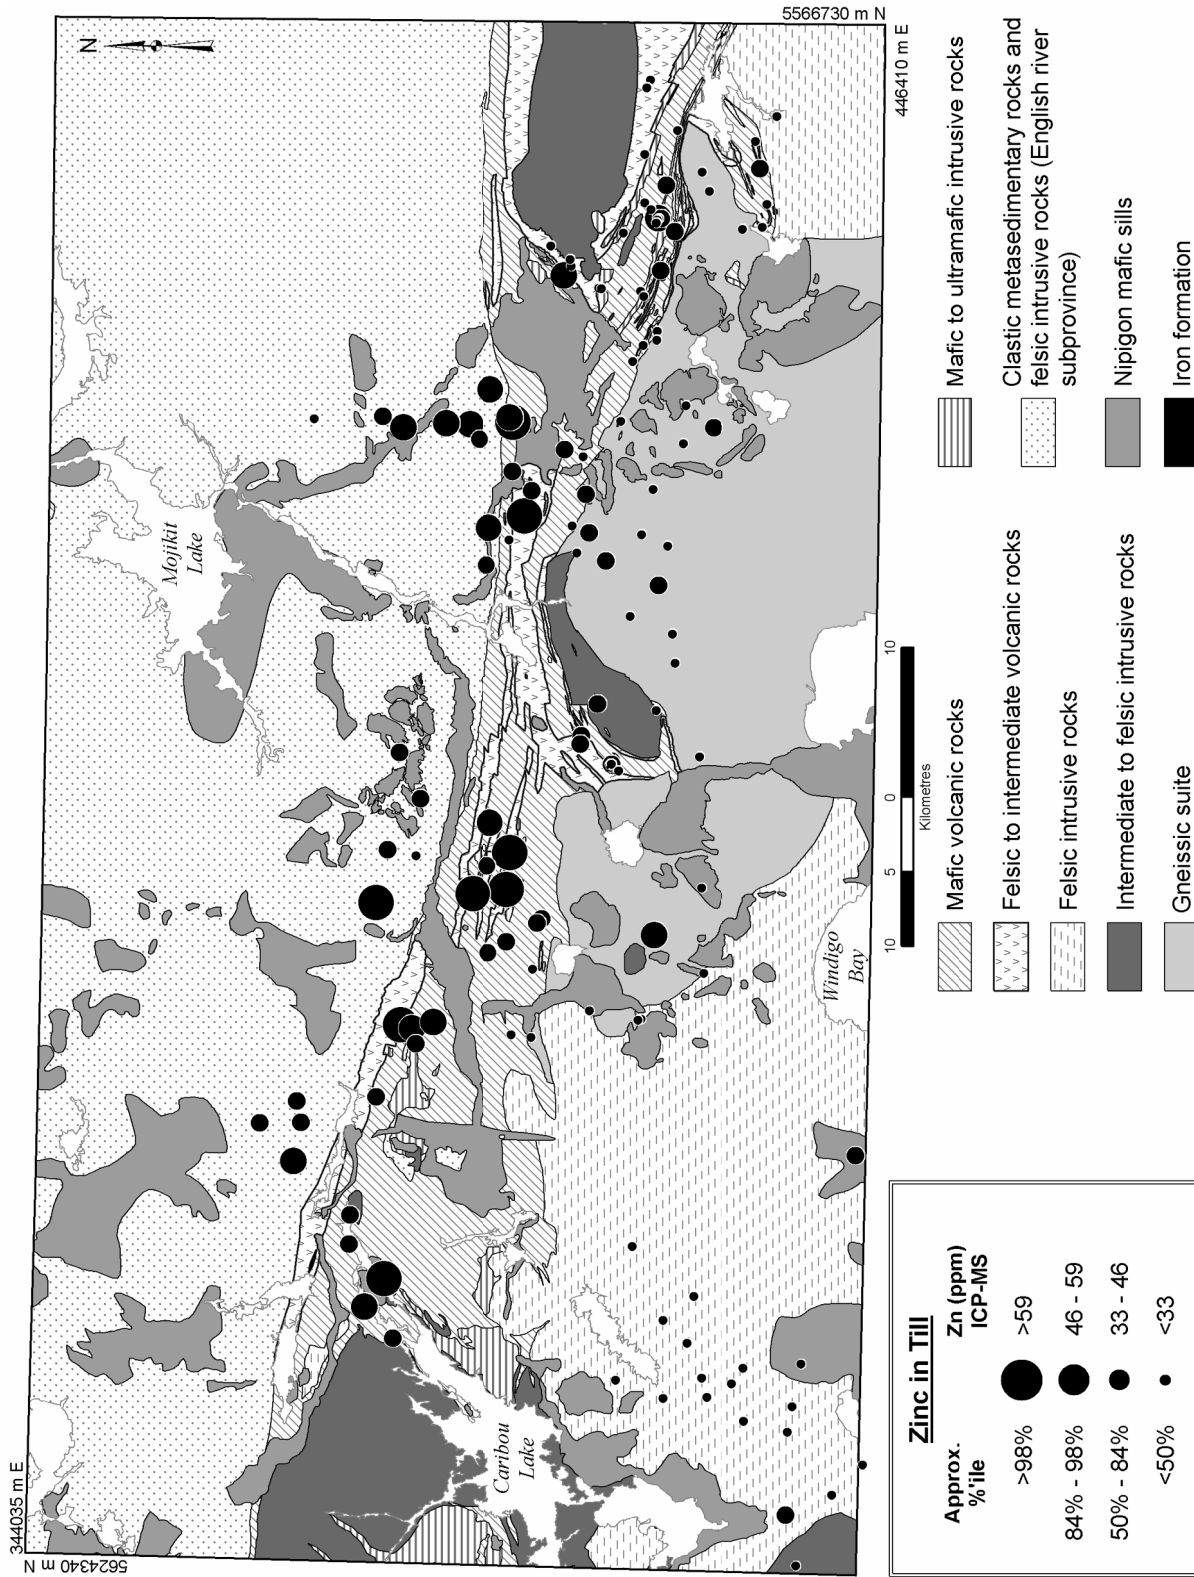 344035 m E
5624340 m N
N
5566730 m N
446410 m E
Mojikit
Lake
Caribou
Lake
Windigo
Bay
10
5
0
10
Kilometres
Zinc in Till
Approx.
%'ile
Zn (ppm)
ICP-MS
>98%
>59
84% - 98%
46 - 59
50% - 84%
33 - 46
<50%
<33
Mafic volcanic rocks
Felsic to intermediate volcanic rocks
Felsic intrusive rocks
Intermediate to felsic intrusive rocks
Gneissic suite
Mafic to ultramafic intrusive rocks
Clastic metasedimentary rocks and
felsic intrusive rocks (English river
subprovince)
Nipigon mafic sills
Iron formation